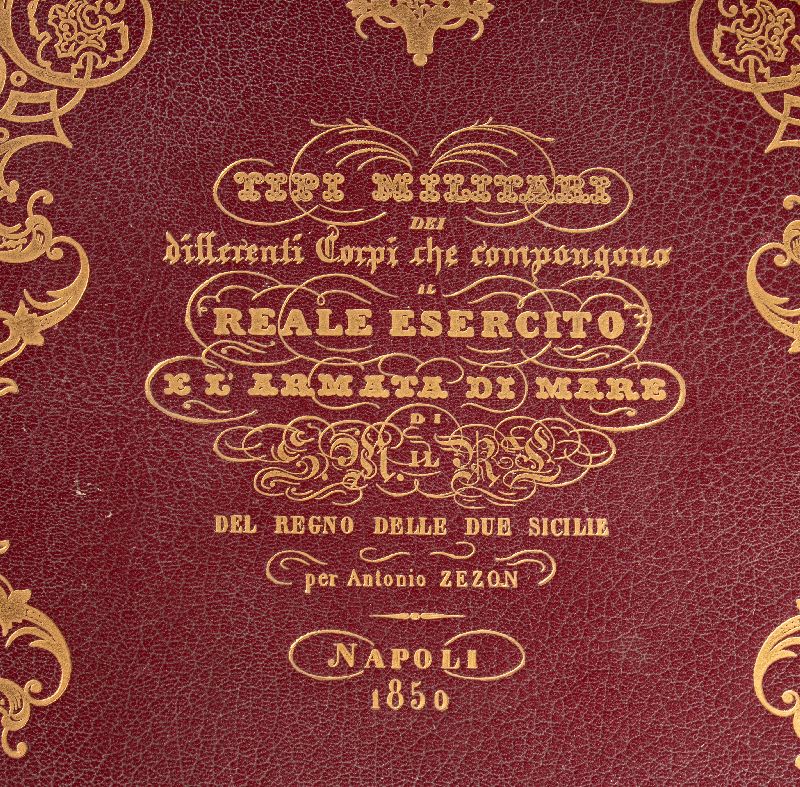 TIPI MILITARI
DEI
differenti Corpi che compongono
IL
REALE ESERCITO
E L'ARMATA DI MARE
DI
S. M. IL RE
DEL REGNO DELLE DUE SICILIE
per Antonio ZEZON
NAPOLI
1850